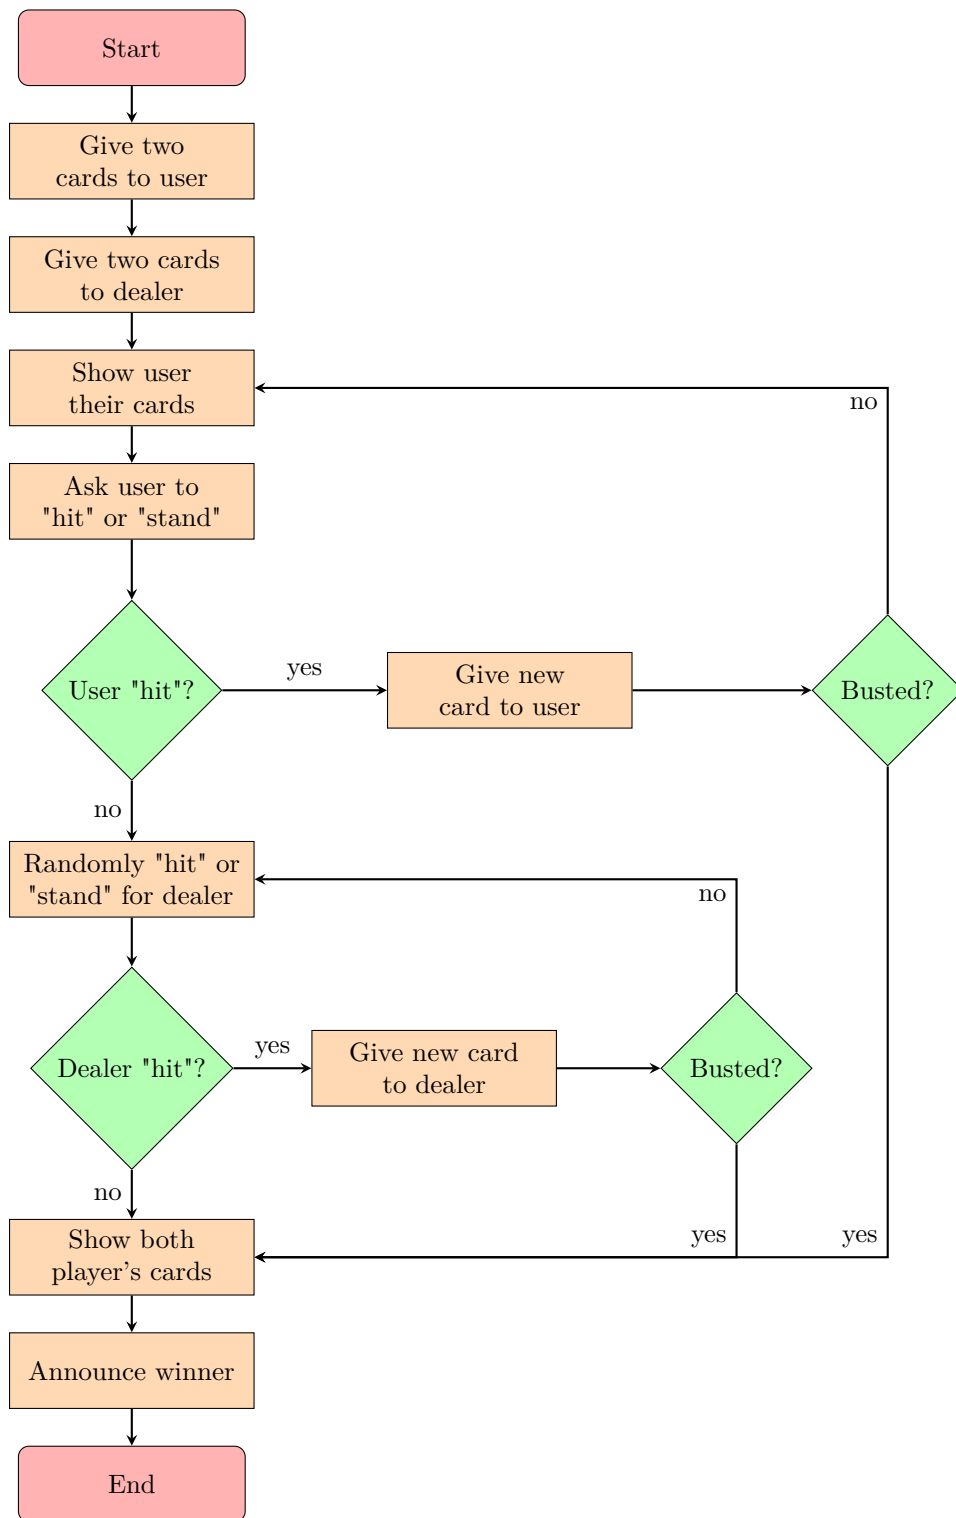 Start
Give two
cards to user
Give two cards
to dealer
Show user
their cards
no
Ask user to
"hit" or "stand"
User "hit"?
yes
Give new
card to user
Busted?
no
Randomly "hit" or
"stand" for dealer
no
Dealer "hit"?
yes
Give new card
to dealer
Busted?
no
Show both
player's cards
yes
yes
Announce winner
End